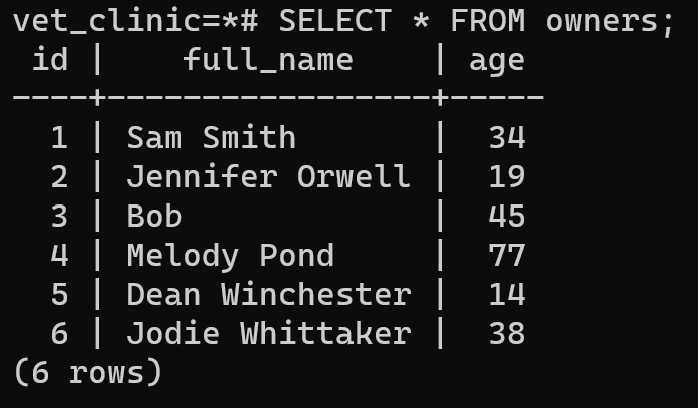 vet_clinic=*# SELECT * FROM owners;
 id |    full_name    | age
----+-----------------+-----
  1 | Sam Smith       |  34
  2 | Jennifer Orwell |  19
  3 | Bob             |  45
  4 | Melody Pond     |  77
  5 | Dean Winchester |  14
  6 | Jodie Whittaker |  38
(6 rows)